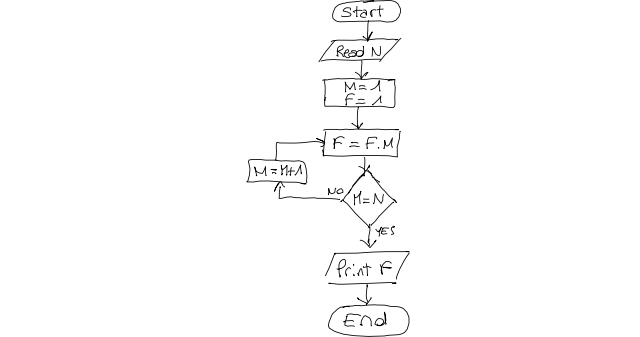 Start
Read N
M=1
F=1
F=F.M
M=M+1
NO
M=N
YES
Print F
End